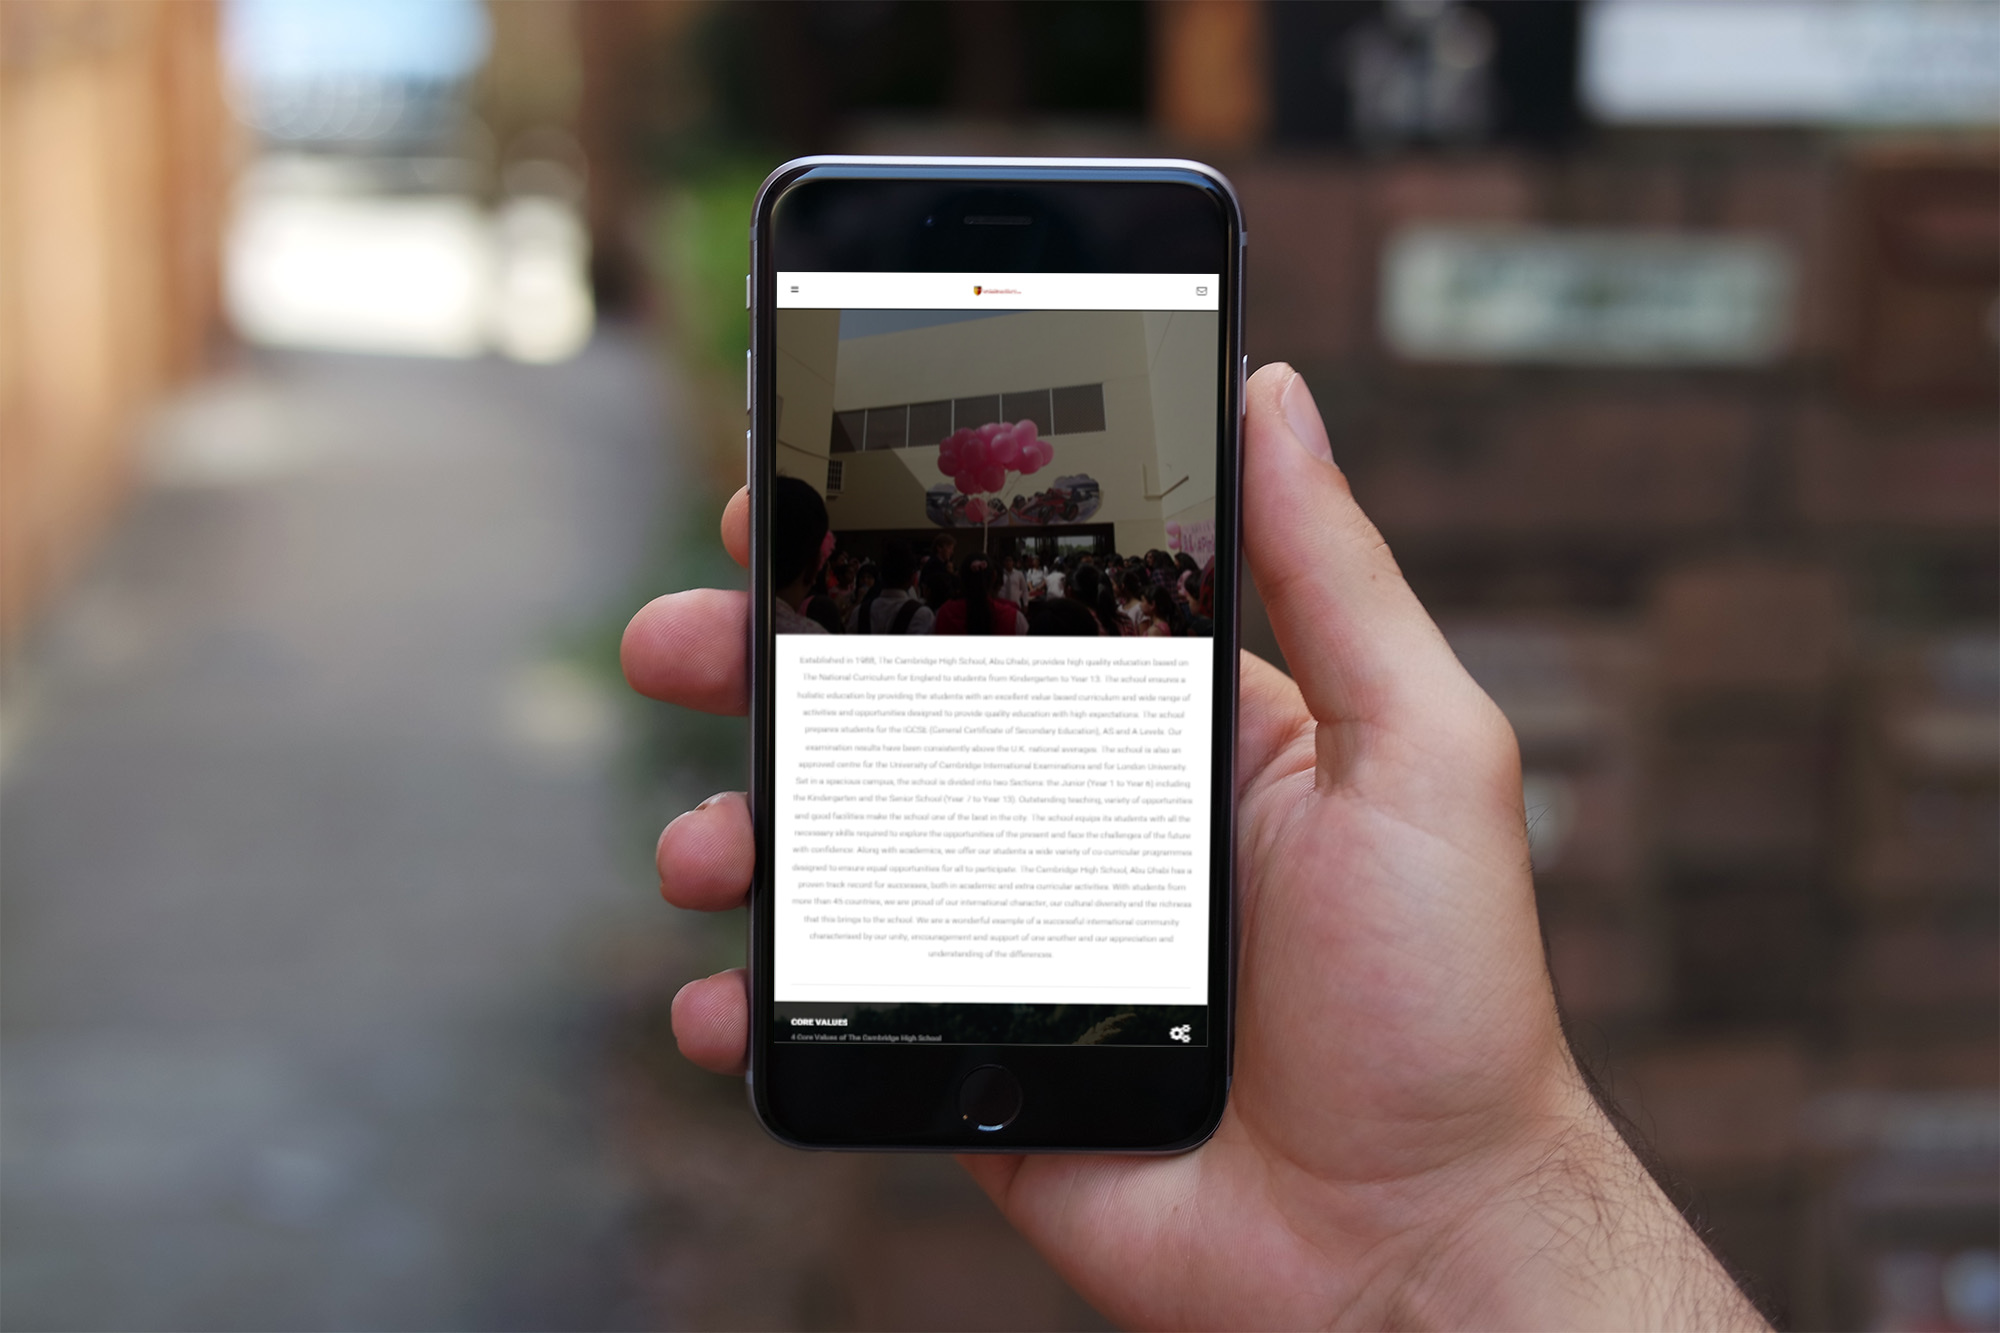 Established in 1988, The Cambridge High School, Abu Dhabi, provides high quality education based on
The National Curriculum for England to students from Kindergarten to Year 13. The school ensures a
holistic education by providing the students with an excellent value based curriculum and wide range of
activities and opportunities designed to provide quality education with high expectations. The school
prepares students for the IGCSE (General Certificate of Secondary Education), AS and A Levels. Our
examination results have been consistently above the U.K. national averages. The school is also an
approved centre for the University of Cambridge International Examinations and for London University.
Set in a spacious campus, the school is divided into two Sections: the Junior (Year 1 to Year 6) including
the Kindergarten and the Senior School (Year 7 to Year 13). Outstanding teaching, variety of opportunities
and good facilities make the school one of the best in the city. The school equips its students with all the
necessary skills required to explore the opportunities of the present and face the challenges of the future
with confidence. Along with academics, we offer our students a wide variety of co-curricular programmes
designed to ensure equal opportunities for all to participate. The Cambridge High School, Abu Dhabi has a
proven track record for successes, both in academic and extra curricular activities. With students from
more than 45 countries, we are proud of our international character, our cultural diversity and the richness
that this brings to the school. We are a wonderful example of a successful international community
characterised by our unity, encouragement and support of one another and our appreciation and
understanding of the differences.
CORE VALUES
4 Core Values of The Cambridge High School